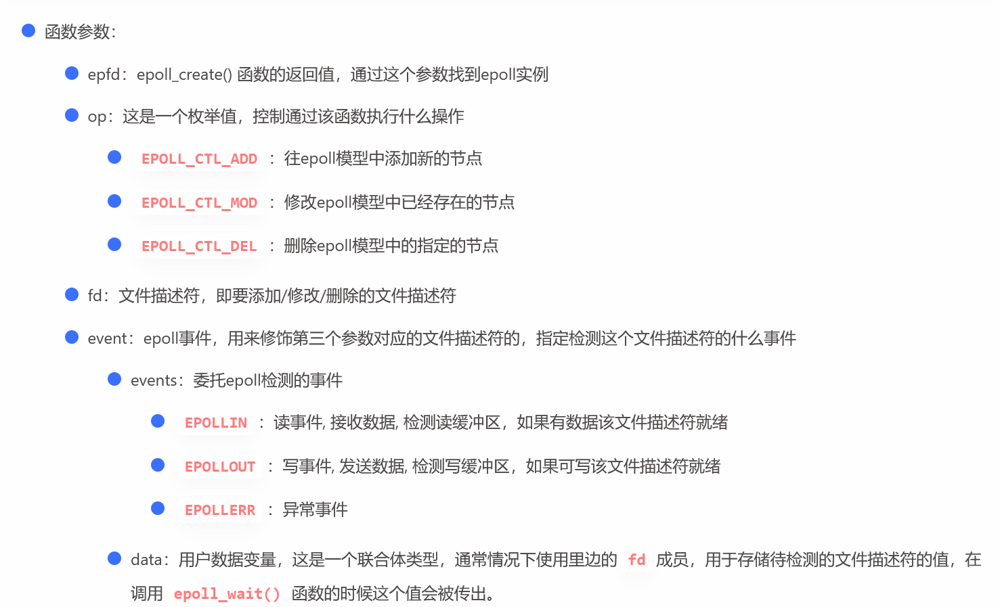 函数参数：
epfd：epoll_create() 函数的返回值，通过这个参数找到epoll实例
op：这是一个枚举值，控制通过该函数执行什么操作
EPOLL_CTL_ADD ：往epoll模型中添加新的节点
EPOLL_CTL_MOD ：修改epoll模型中已经存在的节点
EPOLL_CTL_DEL ：删除epoll模型中的指定的节点
fd：文件描述符，即要添加/修改/删除的文件描述符
event：epoll事件，用来修饰第三个参数对应的文件描述符的，指定检测这个文件描述符的什么事件
events：委托epoll检测的事件
EPOLLIN ：读事件, 接收数据, 检测读缓冲区，如果有数据该文件描述符就绪
EPOLLOUT ：写事件, 发送数据, 检测写缓冲区，如果可写该文件描述符就绪
EPOLLERR ：异常事件
data：用户数据变量，这是一个联合体类型，通常情况下使用里边的 fd 成员，用于存储待检测的文件描述符的值，在
调用 epoll_wait() 函数的时候这个值会被传出。